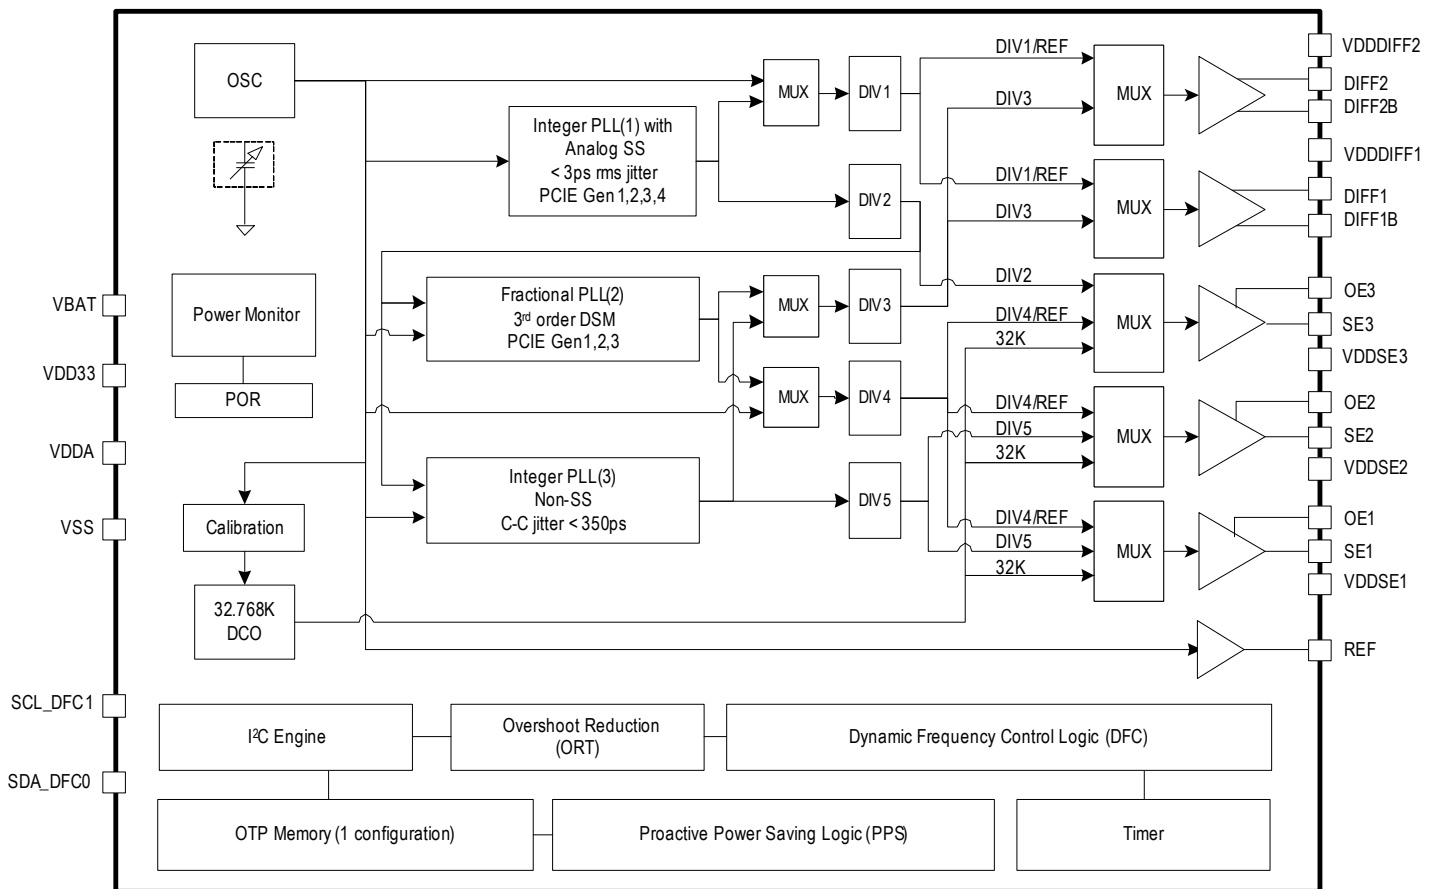 VDDDIFF2
DIV1/REF
OSC
MUX
DIV1
MUX
DIFF2
DIV3
DIFF2B
Integer PLL(1) with
Analog SS
< 3ps rms jitter
PCIE Gen1,2,3,4
VDDDIFF1
DIV1/REF
DIV2
DIV3
MUX
DIFF1
DIFF1B
VBAT
Power Monitor
Fractional PLL(2)
3rd order DSM
PCIE Gen1,2,3
MUX
DIV3
DIV2
DIV4/REF
32K
MUX
OE3
SE3
VDDSE3
VDD33
POR
MUX
DIV4
DIV4/REF
DIV5
32K
MUX
OE2
SE2
VDDSE2
VDDA
VSS
Calibration
Integer PLL(3)
Non-SS
C-C jitter < 350ps
DIV5
DIV4/REF
DIV5
32K
MUX
OE1
SE1
VDDSE1
32.768K
DCO
REF
SCL_DFC1
I2C Engine
Overshoot Reduction
(ORT)
Dynamic Frequency Control Logic (DFC)
SDA_DFC0
OTP Memory (1 configuration)
Proactive Power Saving Logic (PPS)
Timer